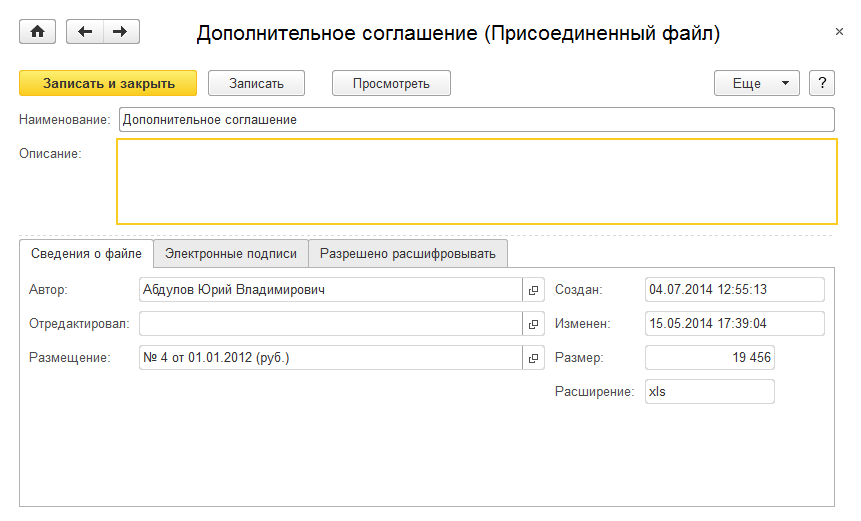 Дополнительное соглашение (Присоединенный файл)
Записать и закрыть
Записать
Просмотреть
Еще
?
Наименование: Дополнительное соглашение
Описание:
Сведения о файле
Электронные подписи
Разрешено расшифровывать
Автор: Абдулов Юрий Владимирович
Создан: 04.07.2014 12:55:13
Отредактировал:
Изменен: 15.05.2014 17:39:04
Размещение: № 4 от 01.01.2012 (руб.)
Размер: 19 456
Расширение: xls